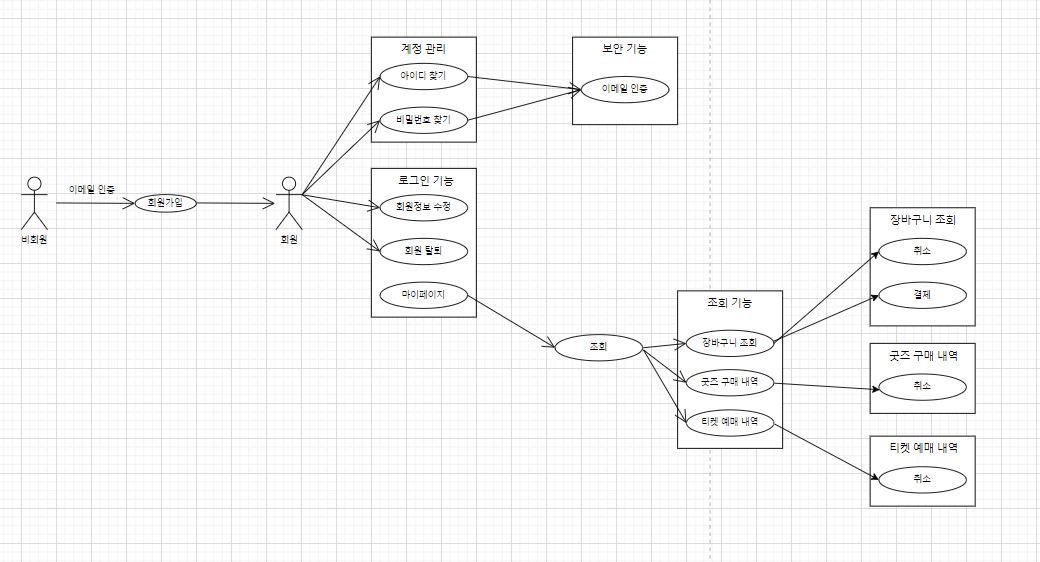 계정 관리
아이디 찾기
비밀번호 찾기
보안 기능
이메일 인증
이메일 인증
회원가입
비회원
회원
로그인 기능
회원정보 수정
회원 탈퇴
마이페이지
조회
조회 기능
장바구니 조회
굿즈 구매 내역
티켓 예매 내역
장바구니 조회
취소
결제
굿즈 구매 내역
취소
티켓 예매 내역
취소